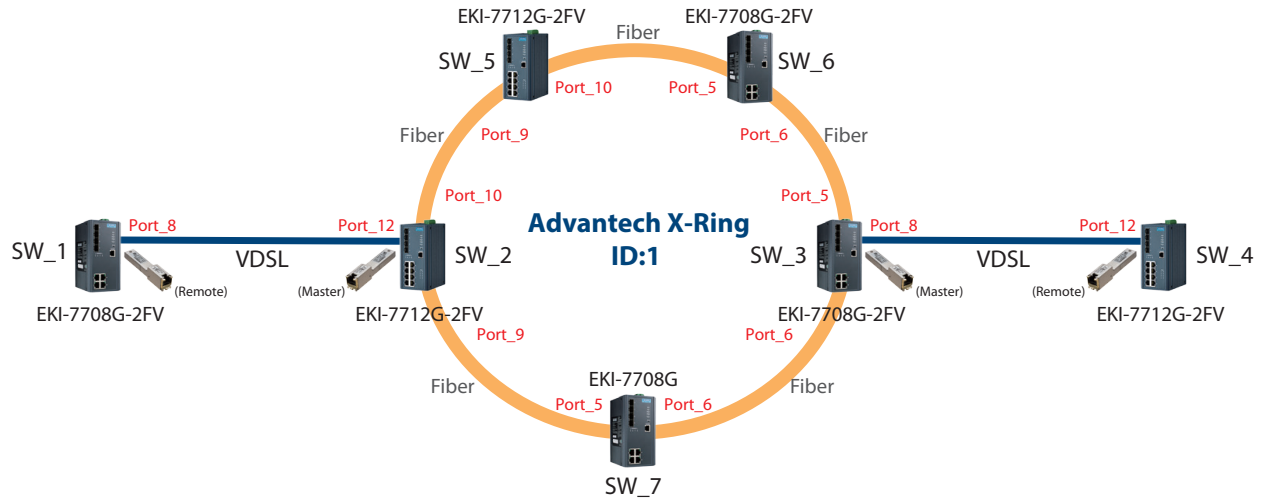 EKI-7712G-2FV
EKI-7708G-2FV
Fiber
SW_5
SW_6
Port_10
Port_5
Fiber
Port_9
Port_6
Fiber
Port_10
Port_5
Advantech X-Ring
ID:1
Port_8
Port_12
Port_8
Port_12
SW_1
VDSL
SW_2
SW_3
VDSL
SW_4
(Remote)
(Master)
(Master)
(Remote)
EKI-7708G-2FV
EKI-7712G-2FV
EKI-7708G-2FV
EKI-7712G-2FV
Port_9
Port_6
Fiber
EKI-7708G
Fiber
Port_5
Port_6
SW_7